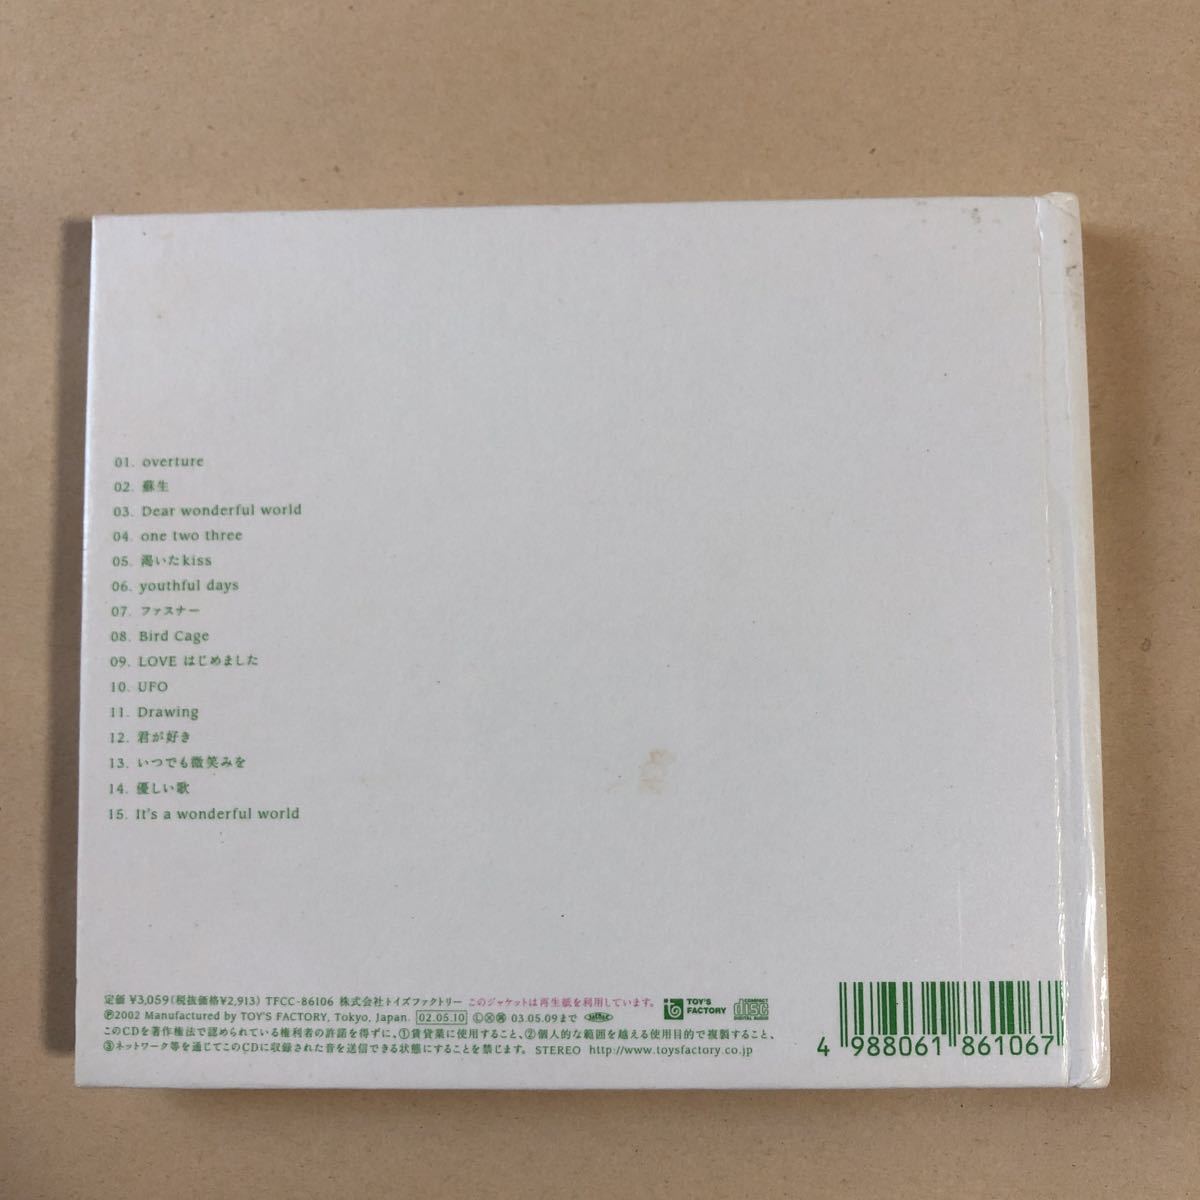 01. overture
02. 蘇生
03. Dear wonderful world
04. one two three
05. 渇いたkiss
06. youthful days
07. ファスナー
08. Bird Cage
09. LOVE はじめました
10. UFO
11. Drawing
12. 君が好き
13. いつでも微笑みを
14. 優しい歌
15. It's a wonderful world
定価 ¥3,059(税抜価格¥2,913) TFCC-86106 株式会社トイズファクトリー このジャケットは再生紙を利用しています。
Ⓟ2002 Manufactured by TOY'S FACTORY, Tokyo, Japan. 02.05.10 Ⓛ Ⓧ 03.05.09まで
このCDを著作権法で認められている権利者の許諾を得ずに、①賃貸業に使用すること、②個人的な範囲を越える使用目的で複製すること、
③ネットワーク等を通じてこのCDに収録された音を送信できる状態にすることを禁じます。 STEREO http://www.toysfactory.co.jp
TOY'S FACTORY
COMPACT disc DIGITAL AUDIO
4 988061 861067